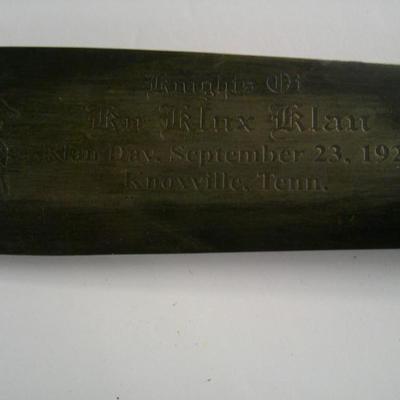 Knights Of
Ku Klux Klan
Klan Day, September 23, 192
Knoxville, Tenn.